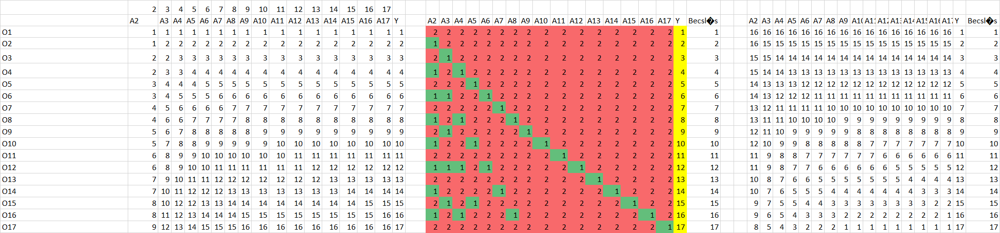 2 3 4 5 6 7 8 9 10 11 12 13 14 15 16 17
A2 A3 A4 A5 A6 A7 A8 A9 A10 A11 A12 A13 A14 A15 A16 A17 Y A2 A3 A4 A5 A6 A7 A8 A9 A10 A11 A12 A13 A14 A15 A16 A17 Y Becsl�s A2 A3 A4 A5 A6 A7 A8 A9 A10 A11 A12 A13 A14 A15 A16 A17 Y Becsl�s
O1 1 1 1 1 1 1 1 1 1 1 1 1 1 1 1 1 1 2 2 2 2 2 2 2 2 2 2 2 2 2 2 2 2 1 1 16 16 16 16 16 16 16 16 16 16 16 16 16 16 16 16 1 1
O2 1 2 2 2 2 2 2 2 2 2 2 2 2 2 2 2 2 1 2 2 2 2 2 2 2 2 2 2 2 2 2 2 2 2 2 16 15 15 15 15 15 15 15 15 15 15 15 15 15 15 15 2 2
O3 2 2 3 3 3 3 3 3 3 3 3 3 3 3 3 3 3 2 1 2 2 2 2 2 2 2 2 2 2 2 2 2 2 3 3 15 15 14 14 14 14 14 14 14 14 14 14 14 14 14 14 3 3
O4 2 3 3 4 4 4 4 4 4 4 4 4 4 4 4 4 4 1 2 1 2 2 2 2 2 2 2 2 2 2 2 2 2 4 4 15 14 14 13 13 13 13 13 13 13 13 13 13 13 13 13 4 4
O5 3 4 4 4 5 5 5 5 5 5 5 5 5 5 5 5 5 2 2 2 1 2 2 2 2 2 2 2 2 2 2 2 2 5 5 14 13 13 13 12 12 12 12 12 12 12 12 12 12 12 12 5 5
O6 3 4 5 5 5 6 6 6 6 6 6 6 6 6 6 6 6 1 1 2 2 1 2 2 2 2 2 2 2 2 2 2 2 6 6 14 13 12 12 12 11 11 11 11 11 11 11 11 11 11 11 6 6
O7 4 5 6 6 6 6 7 7 7 7 7 7 7 7 7 7 7 2 2 2 2 2 1 2 2 2 2 2 2 2 2 2 2 7 7 13 12 11 11 11 11 10 10 10 10 10 10 10 10 10 10 7 7
O8 4 6 6 7 7 7 7 8 8 8 8 8 8 8 8 8 8 1 2 1 2 2 2 1 2 2 2 2 2 2 2 2 2 8 8 13 11 11 10 10 10 10 9 9 9 9 9 9 9 9 9 8 8
O9 5 6 7 8 8 8 8 8 9 9 9 9 9 9 9 9 9 2 1 2 2 2 2 2 1 2 2 2 2 2 2 2 2 9 9 12 11 10 9 9 9 9 9 8 8 8 8 8 8 8 8 9 9
O10 5 7 8 8 9 9 9 9 9 10 10 10 10 10 10 10 10 1 2 2 1 2 2 2 2 1 2 2 2 2 2 2 2 10 10 12 10 9 9 8 8 8 8 8 7 7 7 7 7 7 7 10 10
O11 6 8 9 9 10 10 10 10 10 10 11 11 11 11 11 11 11 2 2 2 2 2 2 2 2 2 1 2 2 2 2 2 2 11 11 11 9 8 8 7 7 7 7 7 7 6 6 6 6 6 6 11 11
O12 6 8 9 10 10 11 11 11 11 11 11 12 12 12 12 12 12 1 1 1 2 1 2 2 2 2 2 1 2 2 2 2 2 12 12 11 9 8 7 7 6 6 6 6 6 6 5 5 5 5 5 12 12
O13 7 9 10 11 11 12 12 12 12 12 12 12 13 13 13 13 13 2 2 2 2 2 2 2 2 2 2 2 1 2 2 2 2 13 13 10 8 7 6 6 5 5 5 5 5 5 5 4 4 4 4 13 13
O14 7 10 11 12 12 12 13 13 13 13 13 13 13 14 14 14 14 1 2 2 2 2 1 2 2 2 2 2 2 1 2 2 2 14 14 10 7 6 5 5 5 4 4 4 4 4 4 4 3 3 3 14 14
O15 8 10 12 12 13 13 14 14 14 14 14 14 14 14 15 15 15 2 1 2 1 2 2 2 2 2 2 2 2 2 1 2 2 15 15 9 7 5 5 4 4 3 3 3 3 3 3 3 3 2 2 15 15
O16 8 11 12 13 14 14 14 15 15 15 15 15 15 15 15 16 16 1 2 1 2 2 2 1 2 2 2 2 2 2 2 1 2 16 16 9 6 5 4 3 3 3 2 2 2 2 2 2 2 2 1 16 16
O17 9 12 13 14 15 15 15 16 16 16 16 16 16 16 16 16 17 2 2 2 2 2 2 2 2 2 2 2 2 2 2 2 1 17 17 8 5 4 3 2 2 2 1 1 1 1 1 1 1 1 1 17 17